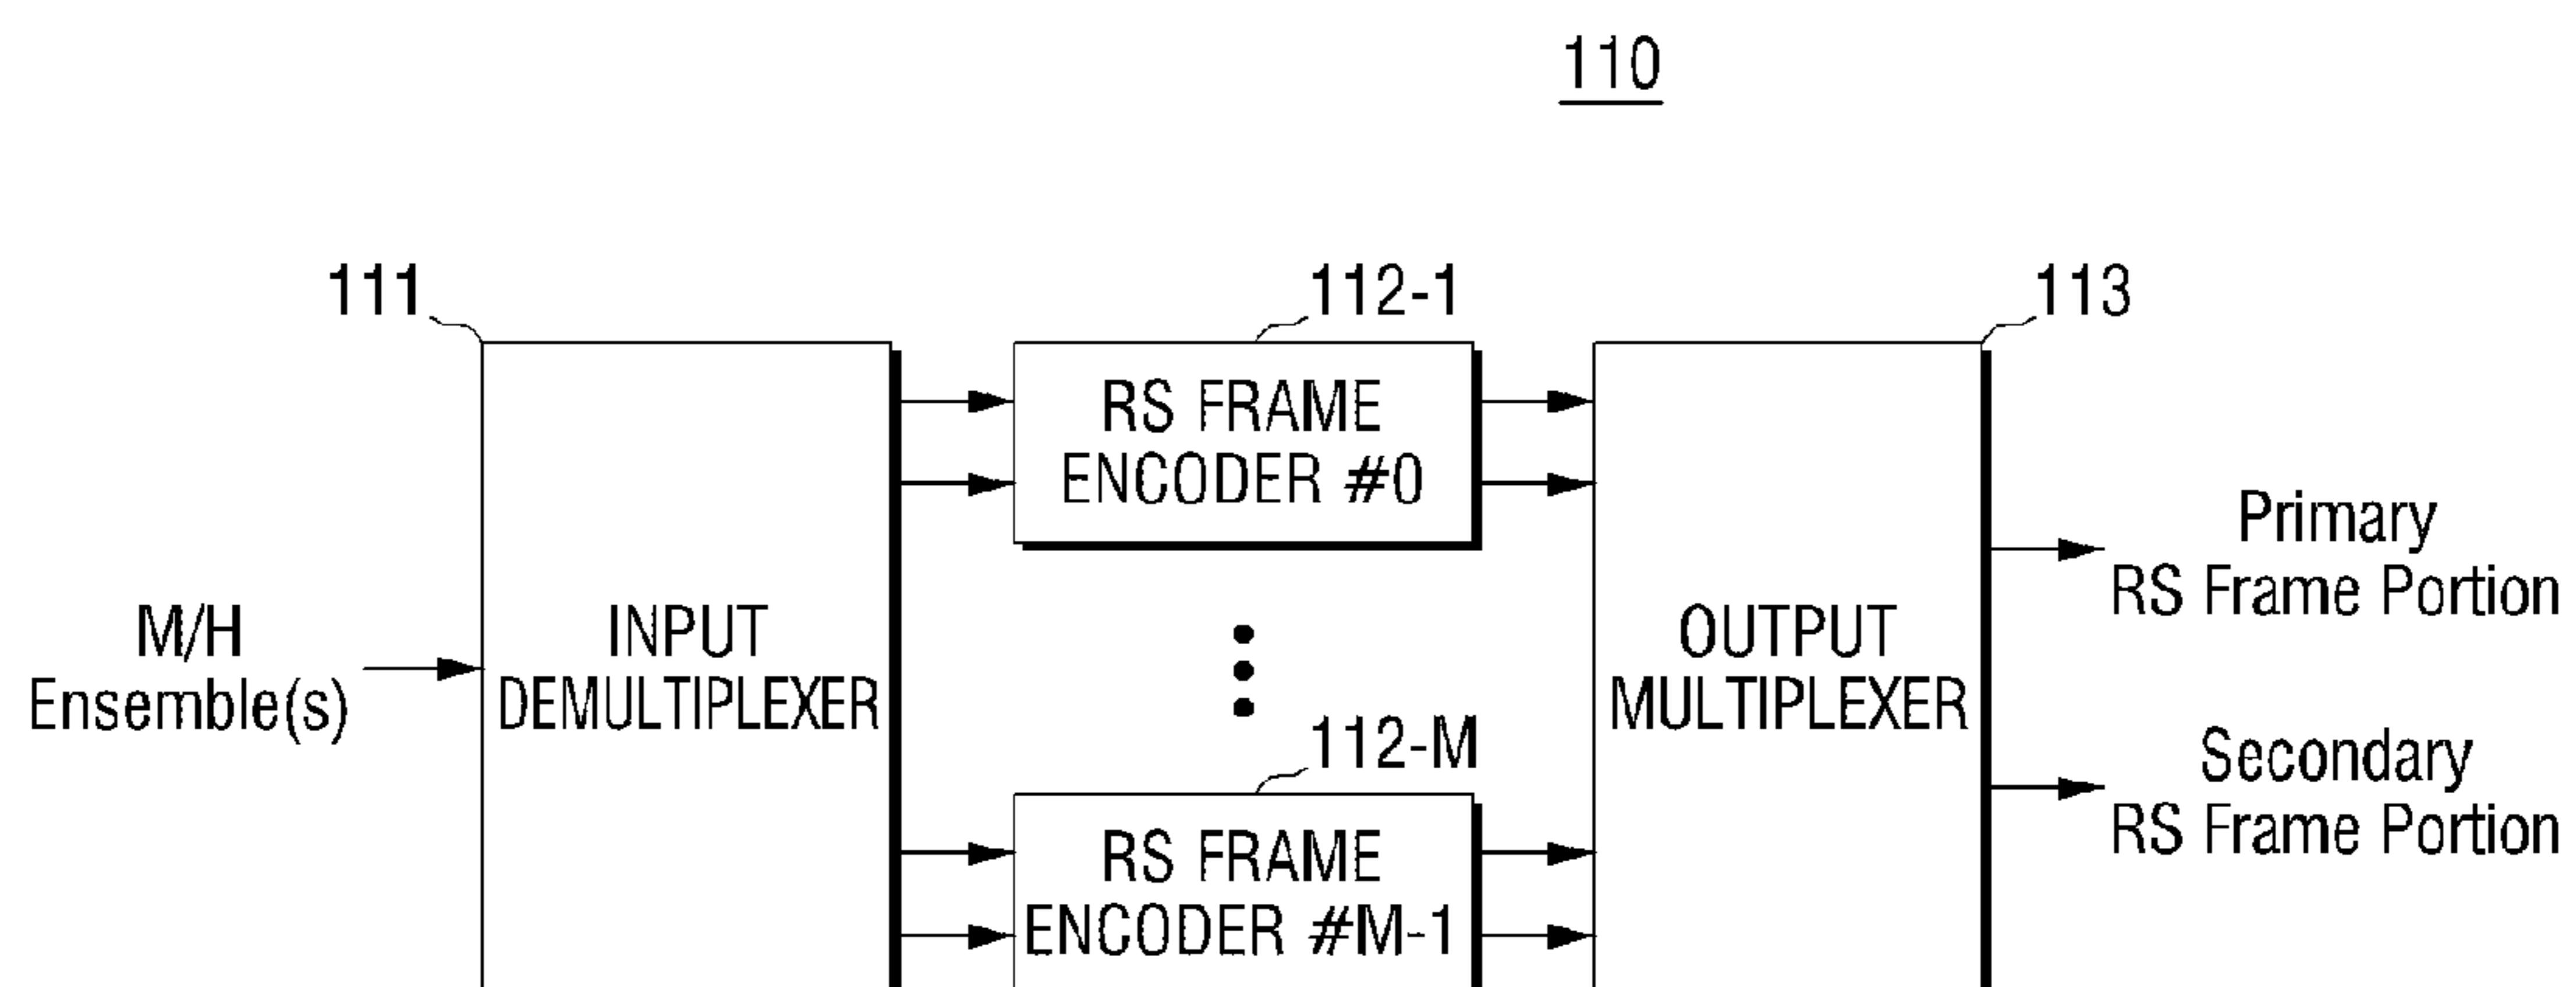 110
111
112-1
113
RS FRAME
ENCODER #0
M/H
Ensemble(s)
INPUT
DEMULTIPLEXER
OUTPUT
MULTIPLEXER
Primary
RS Frame Portion
Secondary
RS Frame Portion
112-M
RS FRAME
ENCODER #M-1